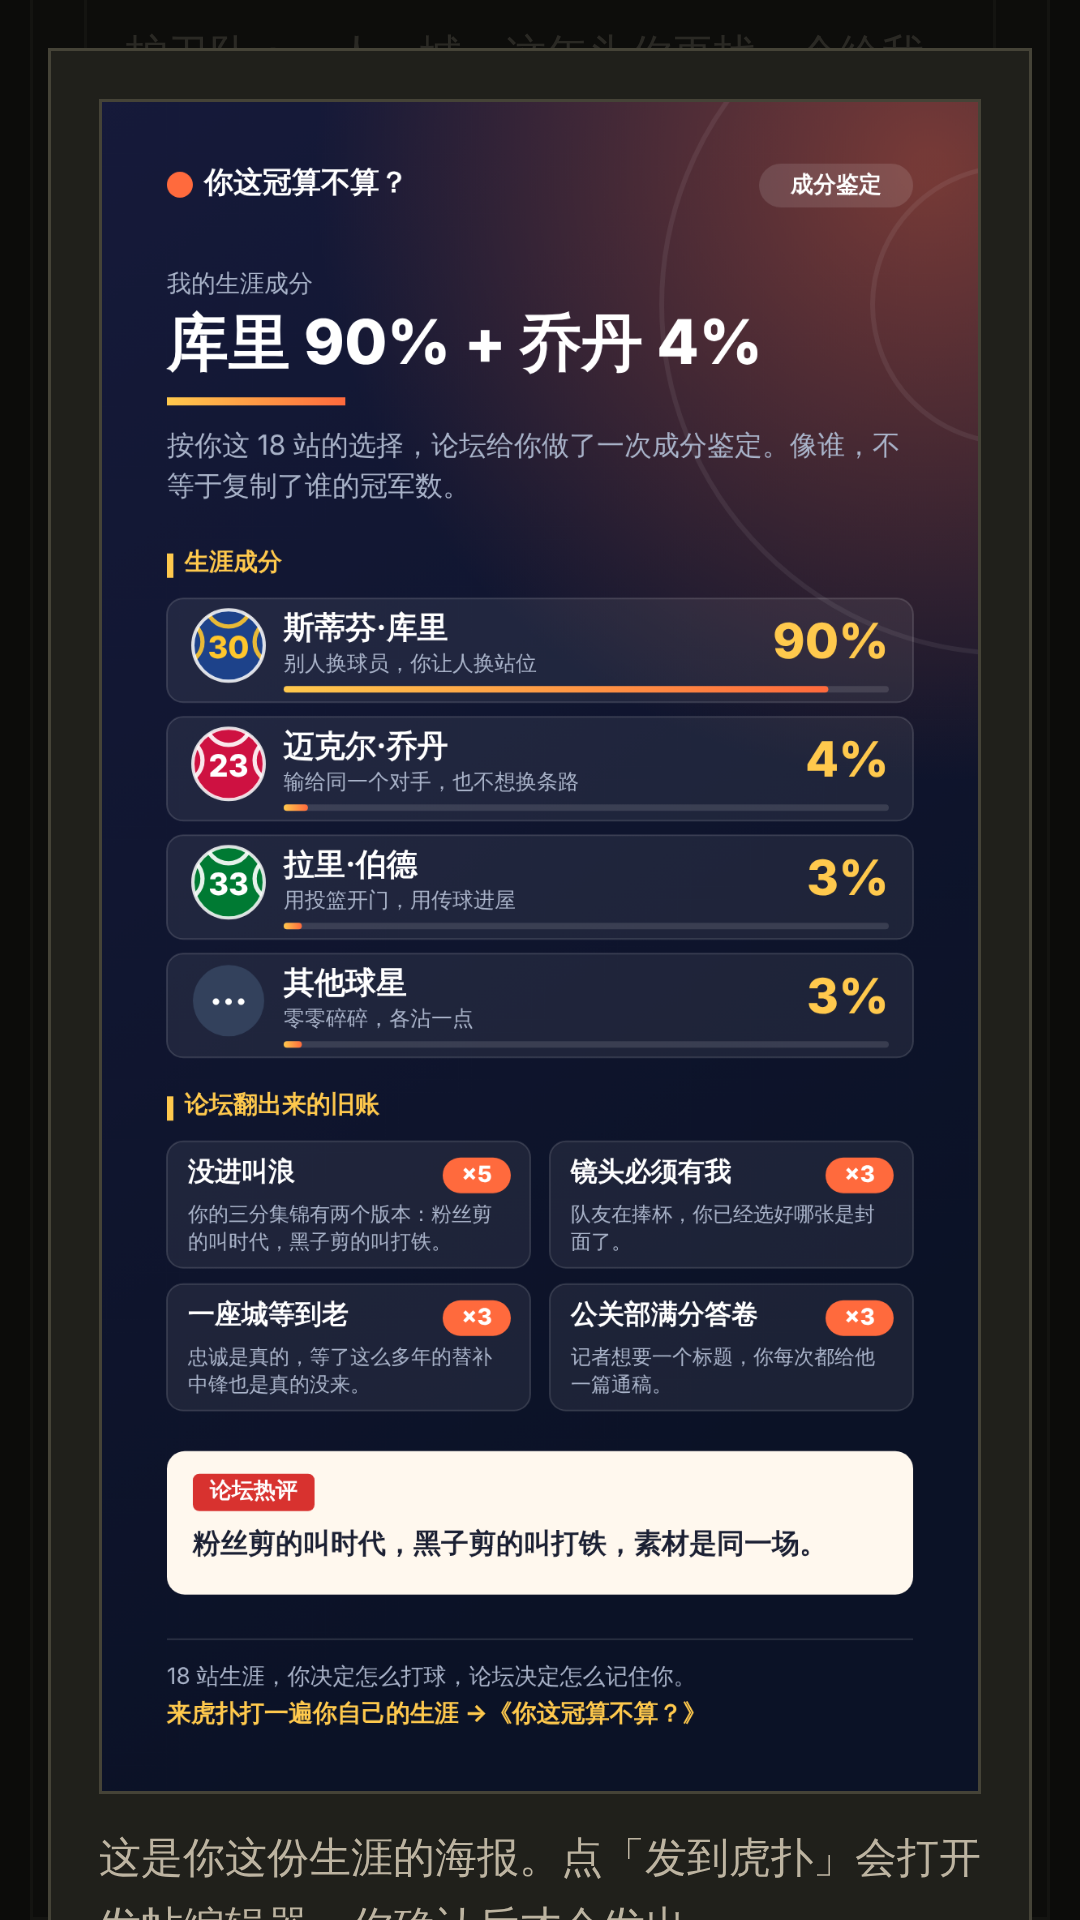 你这冠算不算？
成分鉴定
我的生涯成分
库里 90% + 乔丹 4%
按你这 18 站的选择，论坛给你做了一次成分鉴定。像谁，不
等于复制了谁的冠军数。
生涯成分
30
斯蒂芬·库里
90%
别人换球员，你让人换站位
23
迈克尔·乔丹
4%
输给同一个对手，也不想换条路
33
拉里·伯德
3%
用投篮开门，用传球进屋
···
其他球星
3%
零零碎碎，各沾一点
论坛翻出来的旧账
没进叫浪
×5
你的三分集锦有两个版本：粉丝剪
的叫时代，黑子剪的叫打铁。
镜头必须有我
×3
队友在捧杯，你已经选好哪张是封
面了。
一座城等到老
×3
忠诚是真的，等了这么多年的替补
中锋也是真的没来。
公关部满分答卷
×3
记者想要一个标题，你每次都给他
一篇通稿。
论坛热评
粉丝剪的叫时代，黑子剪的叫打铁，素材是同一场。
18 站生涯，你决定怎么打球，论坛决定怎么记住你。
来虎扑打一遍你自己的生涯 →《你这冠算不算？》
这是你这份生涯的海报。点「发到虎扑」会打开